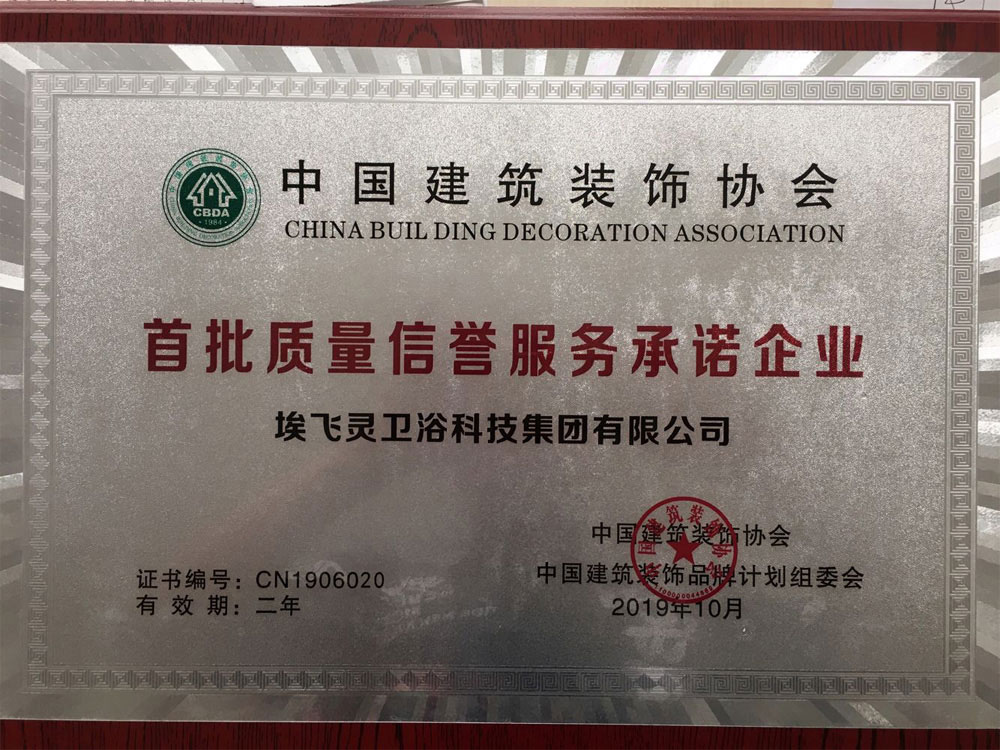 CBDA
·1984·
中国建筑装饰协会
CHINA BUIL DING DECORATION ASSOCIATION
首批质量信誉服务承诺企业
埃飞灵卫浴科技集团有限公司
中国建筑装饰协会
中国建筑装饰品牌计划组委会
2019年10月
证书编号：CN1906020
有 效 期：二年